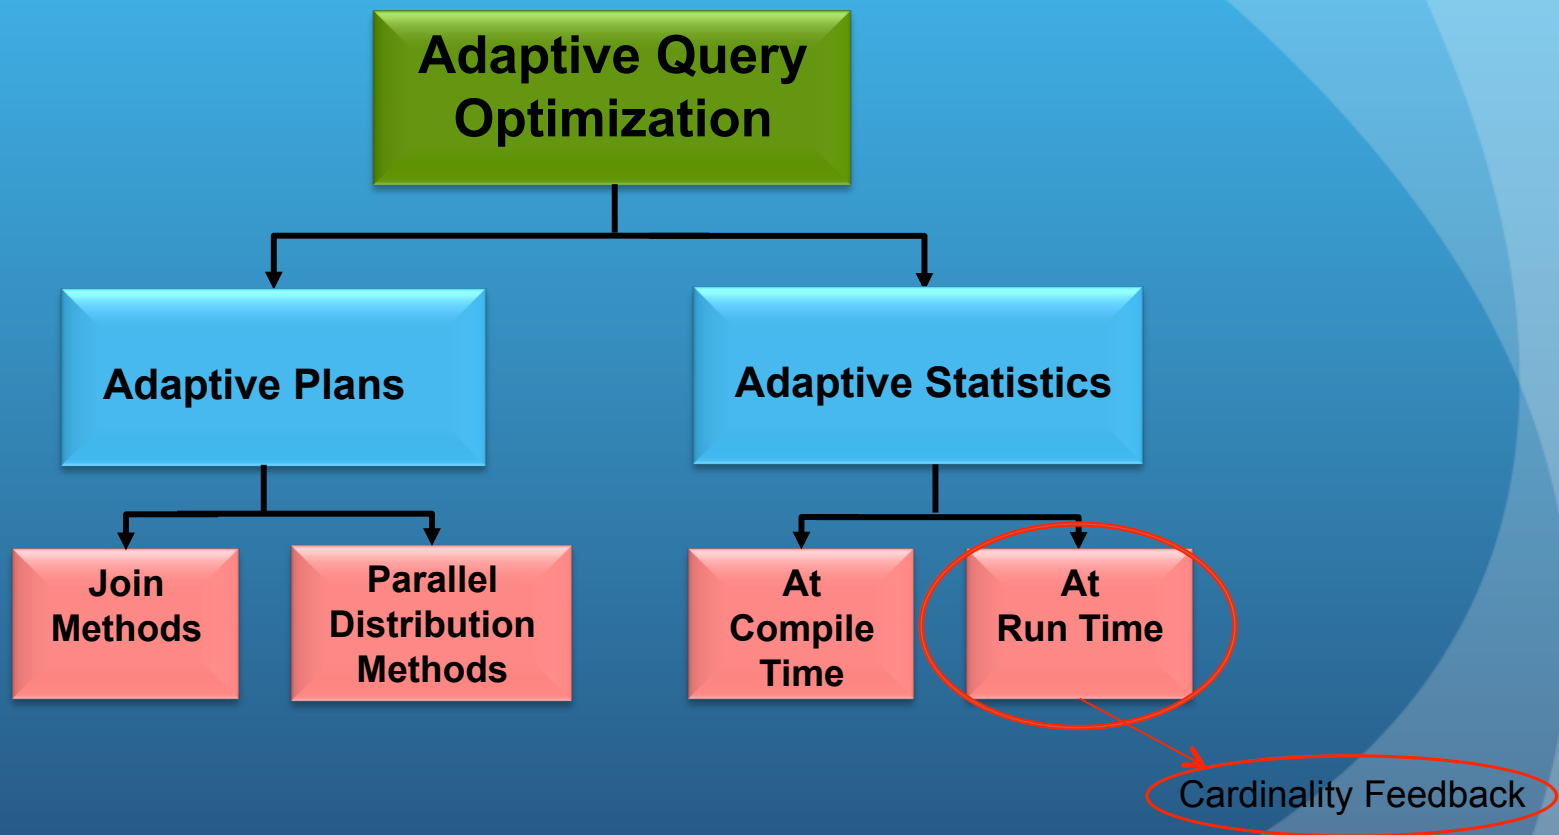 Adaptive Query
Optimization
Adaptive Plans
Adaptive Statistics
Join
Methods
Parallel
Distribution
Methods
At
Compile
Time
At
Run Time
Cardinality Feedback